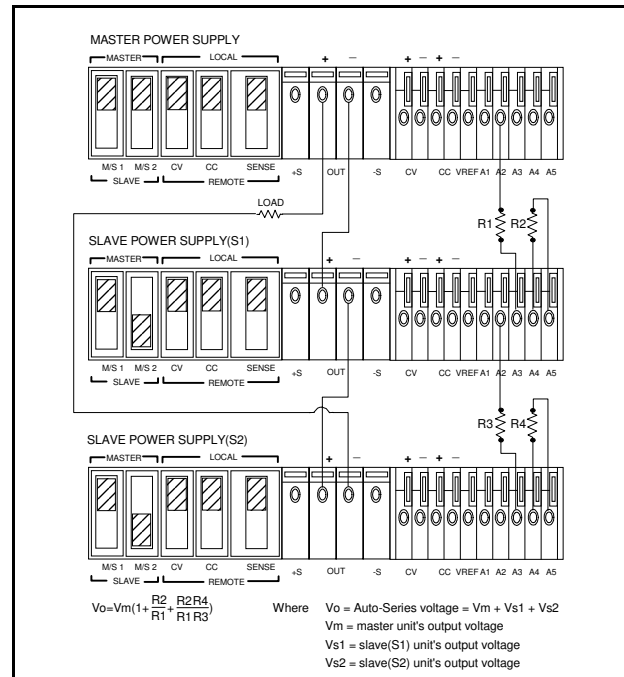 MASTER POWER SUPPLY
MASTER LOCAL + − + − + −
M/S 1 M/S 2 CV CC SENSE +S OUT -S CV CC VREF A1 A2 A3 A4 A5
SLAVE REMOTE
LOAD R1 R2
SLAVE POWER SUPPLY(S1)
MASTER LOCAL + − + − + −
M/S 1 M/S 2 CV CC SENSE +S OUT -S CV CC VREF A1 A2 A3 A4 A5
SLAVE REMOTE
R3 R4
SLAVE POWER SUPPLY(S2)
MASTER LOCAL + − + − + −
M/S 1 M/S 2 CV CC SENSE +S OUT -S CV CC VREF A1 A2 A3 A4 A5
SLAVE REMOTE
Vo=Vm(1+R2/R1+R2R4/R1R3) Where Vo = Auto-Series voltage = Vm + Vs1 + Vs2
Vm = master unit's output voltage
Vs1 = slave(S1) unit's output voltage
Vs2 = slave(S2) unit's output voltage